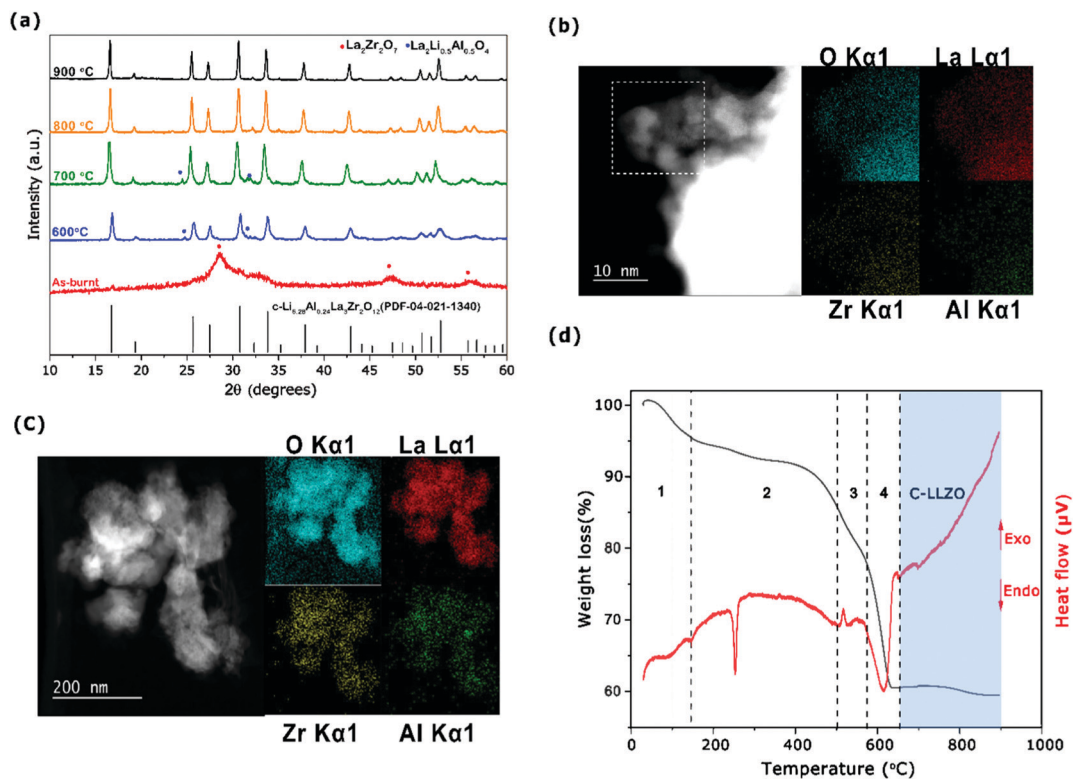 (a)
La2Zr2O7
La2Li0.5Al0.5O4
900 °C
800 °C
700 °C
600°C
As-burnt
c-Li6.28Al0.24La3Zr2O12(PDF-04-021-1340)
Intensity (a.u.)
10 15 20 25 30 35 40 45 50 55 60
2θ (degrees)
(b)
O Kα1 La Lα1
10 nm
Zr Kα1 Al Kα1
(C)
O Kα1 La Lα1
200 nm
Zr Kα1 Al Kα1
(d)
100
90
80
70
60
Weight loss(%)
1 2 3 4 C-LLZO
Exo
Endo
Heat flow (μV)
0 200 400 600 800 1000
Temperature (°C)